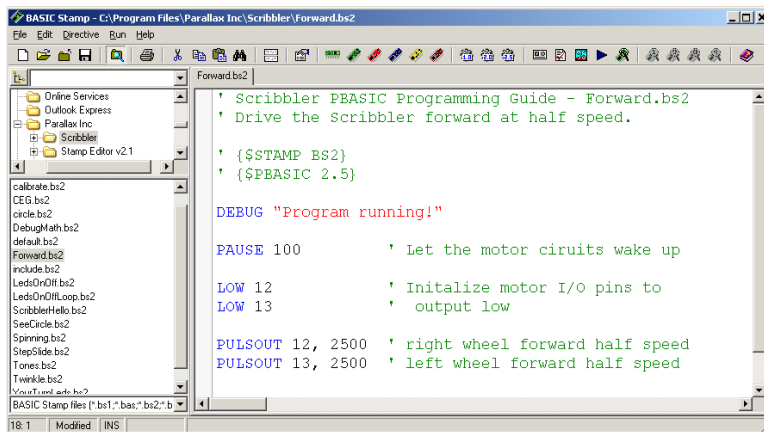 BASIC Stamp - C:\Program Files\Parallax Inc\Scribbler\Forward.bs2
File Edit Directive Run Help
Forward.bs2
Online Services
Outlook Express
Parallax Inc
Scribbler
Stamp Editor v2.1
calibrate.bs2
CEG.bs2
circle.bs2
DebugMath.bs2
default.bs2
Forward.bs2
include.bs2
LedsOnOff.bs2
LedsOnOffLoop.bs2
ScribblerHello.bs2
SeeCircle.bs2
Spinning.bs2
StepSlide.bs2
Tones.bs2
Twinkle.bs2
YourTurnLeds.bs2
BASIC Stamp files (*.bs1;*.bas;*.bs2;*.b
' Scribbler PBASIC Programming Guide - Forward.bs2
' Drive the Scribbler forward at half speed.
' {$STAMP BS2}
' {$PBASIC 2.5}
DEBUG "Program running!"
PAUSE 100 ' Let the motor ciruits wake up
LOW 12 ' Initalize motor I/O pins to
LOW 13 ' output low
PULSOUT 12, 2500 ' right wheel forward half speed
PULSOUT 13, 2500 ' left wheel forward half speed
18: 1 Modified INS